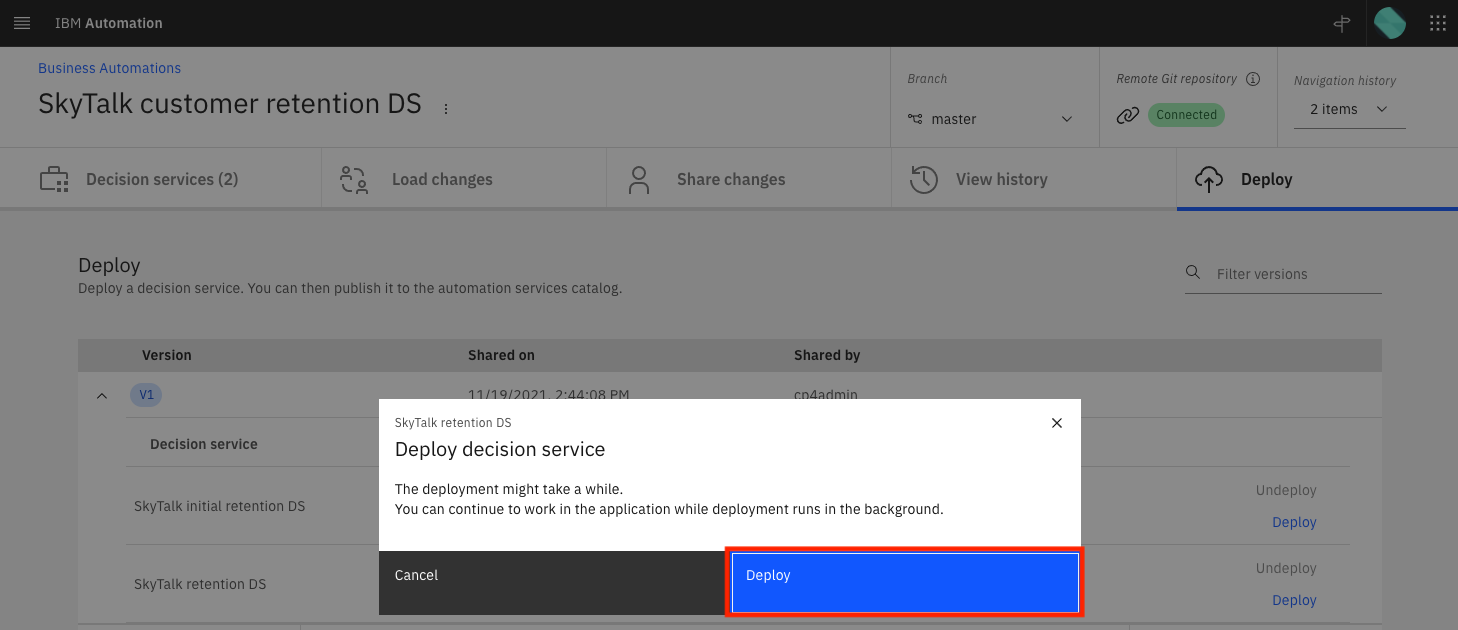 IBM Automation
Business Automations
SkyTalk customer retention DS
Branch
master
Remote Git repository
Connected
Navigation history
2 items
Decision services (2)
Load changes
Share changes
View history
Deploy
Deploy
Deploy a decision service. You can then publish it to the automation services catalog.
Filter versions
Version Shared on Shared by
V1 11/19/2021, 2:44:08 PM cp4admin
Decision service
SkyTalk initial retention DS
Undeploy
Deploy
SkyTalk retention DS
Undeploy
Deploy
SkyTalk retention DS
Deploy decision service
The deployment might take a while.
You can continue to work in the application while deployment runs in the background.
Cancel
Deploy